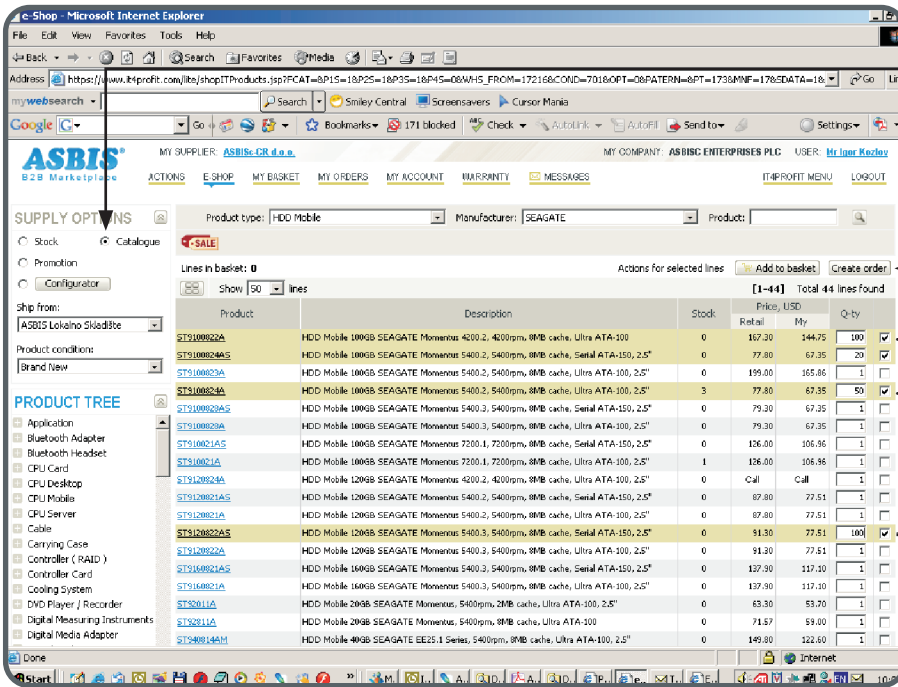 e-Shop - Microsoft Internet Explorer
File Edit View Favorites Tools Help
Back Search Favorites Media
Address https://www.it4profit.com/lite/shopITProducts.jsp?FCAT=&P1S=1&P2S=1&P3S=1&P4S=0&WHS_FROM=17216&COND=701&OPT=0&PATERN=&PT=173&MNF=17&SDATA=1& Go
mywebsearch Search Smiley Central Screensavers Cursor Mania
Google G Go Bookmarks 171 blocked Check AutoLink AutoFill Send to Settings
ASBIS
B2B Marketplace
MY SUPPLIER: ASBISc-CR d.o.o. MY COMPANY: ASBISC ENTERPRISES PLC USER: Mr Igor Kozlov
ACTIONS E-SHOP MY BASKET MY ORDERS MY ACCOUNT WARRANTY MESSAGES IT4PROFIT MENU LOGOUT
SUPPLY OPTIONS
Stock Catalogue
Promotion
Configurator
Ship from:
ASBIS Lokalno Skladište
Product condition:
Brand New
PRODUCT TREE
Application
Bluetooth Adapter
Bluetooth Headset
CPU Card
CPU Desktop
CPU Mobile
CPU Server
Cable
Carrying Case
Controller ( RAID )
Controller Card
Cooling System
DVD Player / Recorder
Digital Measuring Instruments
Digital Media Adapter
Product type: HDD Mobile Manufacturer: SEAGATE Product:
SALE
Lines in basket: 0 Actions for selected lines Add to basket Create order
Show 50 lines [1-44] Total 44 lines found
Product Description Stock Price, USD Q-ty
Retail My
ST9100822A HDD Mobile 100GB SEAGATE Momentus 4200.2, 4200rpm, 8MB cache, Ultra ATA-100 0 167.30 144.75 100
ST9100824AS HDD Mobile 100GB SEAGATE Momentus 5400.2, 5400rpm, 8MB cache, Serial ATA-150, 2.5" 0 77.80 67.35 20
ST9100823A HDD Mobile 100GB SEAGATE Momentus 5400.2, 5400rpm, 8MB cache, Ultra ATA-100, 2.5" 0 199.00 165.86 1
ST9100824A HDD Mobile 100GB SEAGATE Momentus 5400.2, 5400rpm, 8MB cache, Ultra ATA-100, 2.5" 3 77.80 67.35 50
ST9100828AS HDD Mobile 100GB SEAGATE Momentus 5400.3, 5400rpm, 8MB cache, Serial ATA-150, 2.5" 0 79.30 67.35 1
ST9100828A HDD Mobile 100GB SEAGATE Momentus 5400.3, 5400rpm, 8MB cache, Ultra ATA-100, 2.5" 0 79.30 67.35 1
ST910021AS HDD Mobile 100GB SEAGATE Momentus 7200.1, 7200rpm, 8MB cache, Serial ATA-150, 2.5" 0 126.00 106.96 1
ST910021A HDD Mobile 100GB SEAGATE Momentus 7200.1, 7200rpm, 8MB cache, Ultra ATA-100, 2.5" 1 126.00 106.96 1
ST9120824A HDD Mobile 120GB SEAGATE Momentus 4200.2, 4200rpm, 8MB cache, Ultra ATA-100, 2.5" 0 Call Call 1
ST9120821AS HDD Mobile 120GB SEAGATE Momentus 5400.2, 5400rpm, 8MB cache, Serial ATA-150, 2.5" 0 87.80 77.51 1
ST9120821A HDD Mobile 120GB SEAGATE Momentus 5400.2, 5400rpm, 8MB cache, Ultra ATA-100, 2.5" 0 87.80 77.51 1
ST9120822AS HDD Mobile 120GB SEAGATE Momentus 5400.3, 5400rpm, 8MB cache, Serial ATA-150, 2.5" 0 91.30 77.51 100
ST9120822A HDD Mobile 120GB SEAGATE Momentus 5400.3, 5400rpm, 8MB cache, Ultra ATA-100, 2.5" 0 91.30 77.51 1
ST9160821AS HDD Mobile 160GB SEAGATE Momentus 5400.3, 5400rpm, 8MB cache, Serial ATA-150, 2.5" 0 137.90 117.10 1
ST9160821A HDD Mobile 160GB SEAGATE Momentus 5400.3, 5400rpm, 8MB cache, Ultra ATA-100, 2.5" 0 137.90 117.10 1
ST92011A HDD Mobile 20GB SEAGATE Momentus, 5400rpm, 2MB cache, Ultra ATA-100, 2.5" 0 63.30 53.70 1
ST92811A HDD Mobile 20GB SEAGATE Momentus, 5400rpm, 8MB cache, Ultra ATA-100, 2.5" 0 71.57 59.00 1
ST940814AM HDD Mobile 40GB SEAGATE EE25.1 Series, 5400rpm, 8MB cache, Ultra ATA-100, 2.5" 0 149.80 122.60 1
Done Internet
Start EN